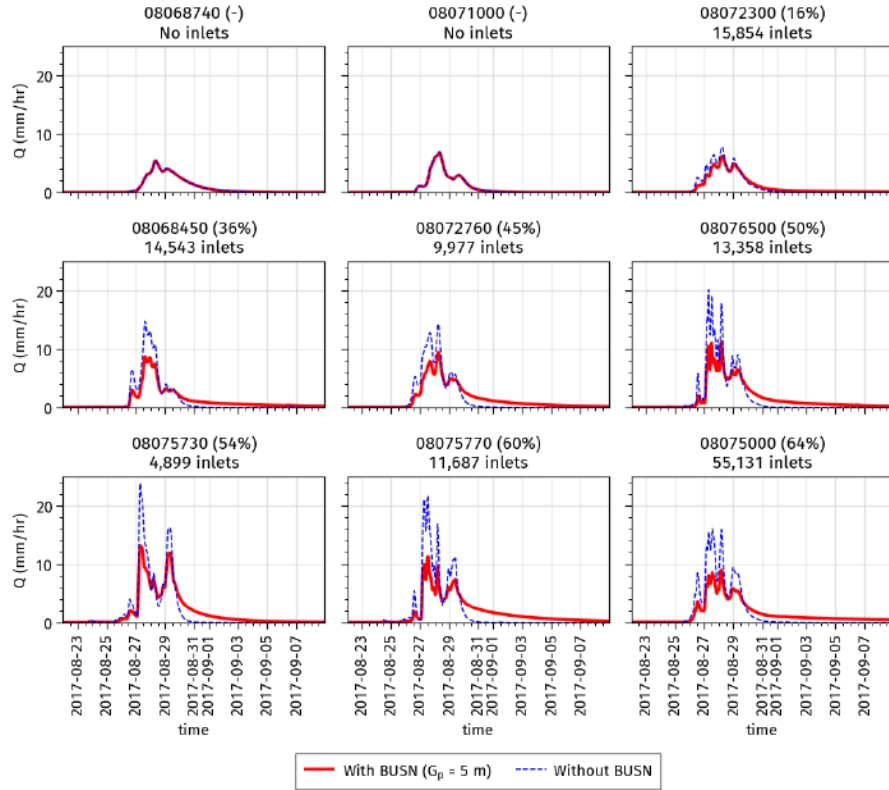 08068740 (-)
No inlets
08071000 (-)
No inlets
08072300 (16%)
15,854 inlets
Q (mm/hr)
20
10
0
08068450 (36%)
14,543 inlets
08072760 (45%)
9,977 inlets
08076500 (50%)
13,358 inlets
Q (mm/hr)
20
10
0
08075730 (54%)
4,899 inlets
08075770 (60%)
11,687 inlets
08075000 (64%)
55,131 inlets
Q (mm/hr)
20
10
0
2017-08-23
2017-08-25
2017-08-27
2017-08-29
2017-08-31
2017-09-01
2017-09-03
2017-09-05
2017-09-07
time
2017-08-23
2017-08-25
2017-08-27
2017-08-29
2017-08-31
2017-09-01
2017-09-03
2017-09-05
2017-09-07
time
2017-08-23
2017-08-25
2017-08-27
2017-08-29
2017-08-31
2017-09-01
2017-09-03
2017-09-05
2017-09-07
time
With BUSN (Gₚ = 5 m)
Without BUSN